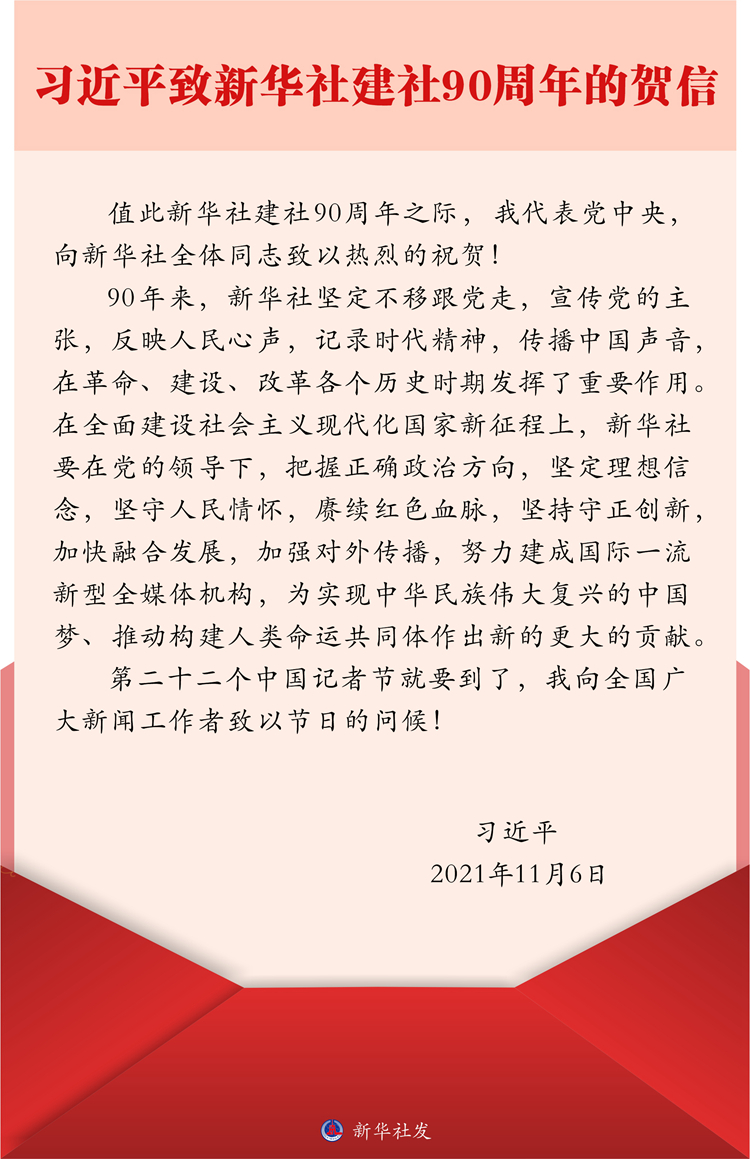 习近平致新华社建社90周年的贺信
值此新华社建社90周年之际，我代表党中央，
向新华社全体同志致以热烈的祝贺！
90年来，新华社坚定不移跟党走，宣传党的主
张，反映人民心声，记录时代精神，传播中国声音，
在革命、建设、改革各个历史时期发挥了重要作用。
在全面建设社会主义现代化国家新征程上，新华社
要在党的领导下，把握正确政治方向，坚定理想信
念，坚守人民情怀，赓续红色血脉，坚持守正创新，
加快融合发展，加强对外传播，努力建成国际一流
新型全媒体机构，为实现中华民族伟大复兴的中国
梦、推动构建人类命运共同体作出新的更大的贡献。
第二十二个中国记者节就要到了，我向全国广
大新闻工作者致以节日的问候！
习近平
2021年11月6日
新华社发